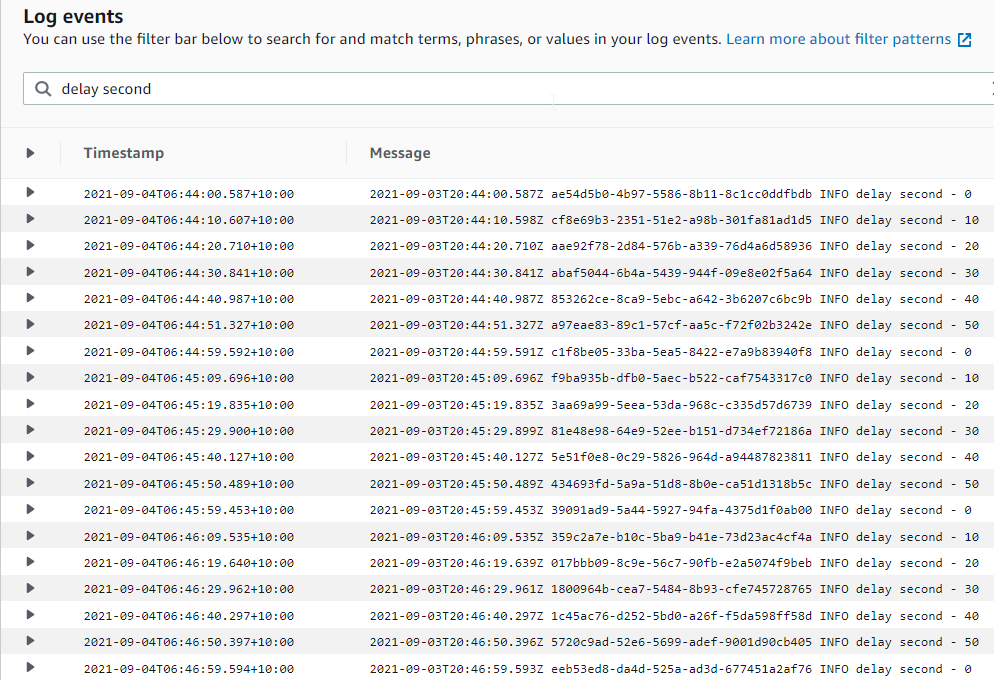 Log events
You can use the filter bar below to search for and match terms, phrases, or values in your log events. Learn more about filter patterns
delay second
Timestamp Message
2021-09-04T06:44:00.587+10:00 2021-09-03T20:44:00.587Z ae54d5b0-4b97-5586-8b11-8c1cc0ddfbdb INFO delay second - 0
2021-09-04T06:44:10.607+10:00 2021-09-03T20:44:10.598Z cf8e69b3-2351-51e2-a98b-301fa81ad1d5 INFO delay second - 10
2021-09-04T06:44:20.710+10:00 2021-09-03T20:44:20.710Z aae92f78-2d84-576b-a339-76d4a6d58936 INFO delay second - 20
2021-09-04T06:44:30.841+10:00 2021-09-03T20:44:30.841Z abaf5044-6b4a-5439-944f-09e8e02f5a64 INFO delay second - 30
2021-09-04T06:44:40.987+10:00 2021-09-03T20:44:40.987Z 853262ce-8ca9-5ebc-a642-3b6207c6bc9b INFO delay second - 40
2021-09-04T06:44:51.327+10:00 2021-09-03T20:44:51.327Z a97eae83-89c1-57cf-aa5c-f72f02b3242e INFO delay second - 50
2021-09-04T06:44:59.592+10:00 2021-09-03T20:44:59.591Z c1f8be05-33ba-5ea5-8422-e7a9b83940f8 INFO delay second - 0
2021-09-04T06:45:09.696+10:00 2021-09-03T20:45:09.696Z f9ba935b-dfb0-5aec-b522-caf7543317c0 INFO delay second - 10
2021-09-04T06:45:19.835+10:00 2021-09-03T20:45:19.835Z 3aa69a99-5eea-53da-968c-c335d57d6739 INFO delay second - 20
2021-09-04T06:45:29.900+10:00 2021-09-03T20:45:29.899Z 81e48e98-64e9-52ee-b151-d734ef72186a INFO delay second - 30
2021-09-04T06:45:40.127+10:00 2021-09-03T20:45:40.127Z 5e51f0e8-0c29-5826-964d-a94487823811 INFO delay second - 40
2021-09-04T06:45:50.489+10:00 2021-09-03T20:45:50.489Z 434693fd-5a9a-51d8-8b0e-ca51d1318b5c INFO delay second - 50
2021-09-04T06:45:59.453+10:00 2021-09-03T20:45:59.453Z 39091ad9-5a44-5927-94fa-4375d1f0ab00 INFO delay second - 0
2021-09-04T06:46:09.535+10:00 2021-09-03T20:46:09.535Z 359c2a7e-b10c-5ba9-b41e-73d23ac4cf4a INFO delay second - 10
2021-09-04T06:46:19.640+10:00 2021-09-03T20:46:19.639Z 017bbb09-8c9e-56c7-90fb-e2a5074f9beb INFO delay second - 20
2021-09-04T06:46:29.962+10:00 2021-09-03T20:46:29.961Z 1800964b-cea7-5484-8b93-cfe745728765 INFO delay second - 30
2021-09-04T06:46:40.297+10:00 2021-09-03T20:46:40.297Z 1c45ac76-d252-5bd0-a26f-f5da598ff58d INFO delay second - 40
2021-09-04T06:46:50.397+10:00 2021-09-03T20:46:50.396Z 5720c9ad-52e6-5699-adef-9001d90cb405 INFO delay second - 50
2021-09-04T06:46:59.594+10:00 2021-09-03T20:46:59.593Z eeb53ed8-da4d-525a-ad3d-677451a2af76 INFO delay second - 0